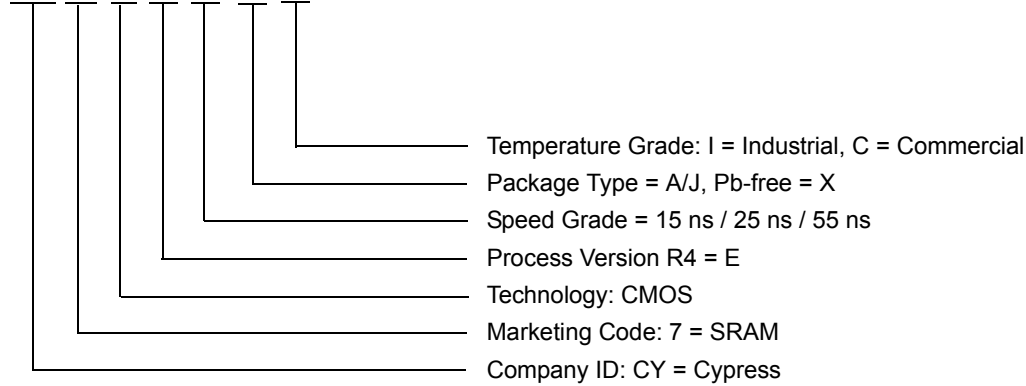 Temperature Grade: I = Industrial, C = Commercial
Package Type = A/J, Pb-free = X
Speed Grade = 15 ns / 25 ns / 55 ns
Process Version R4 = E
Technology: CMOS
Marketing Code: 7 = SRAM
Company ID: CY = Cypress